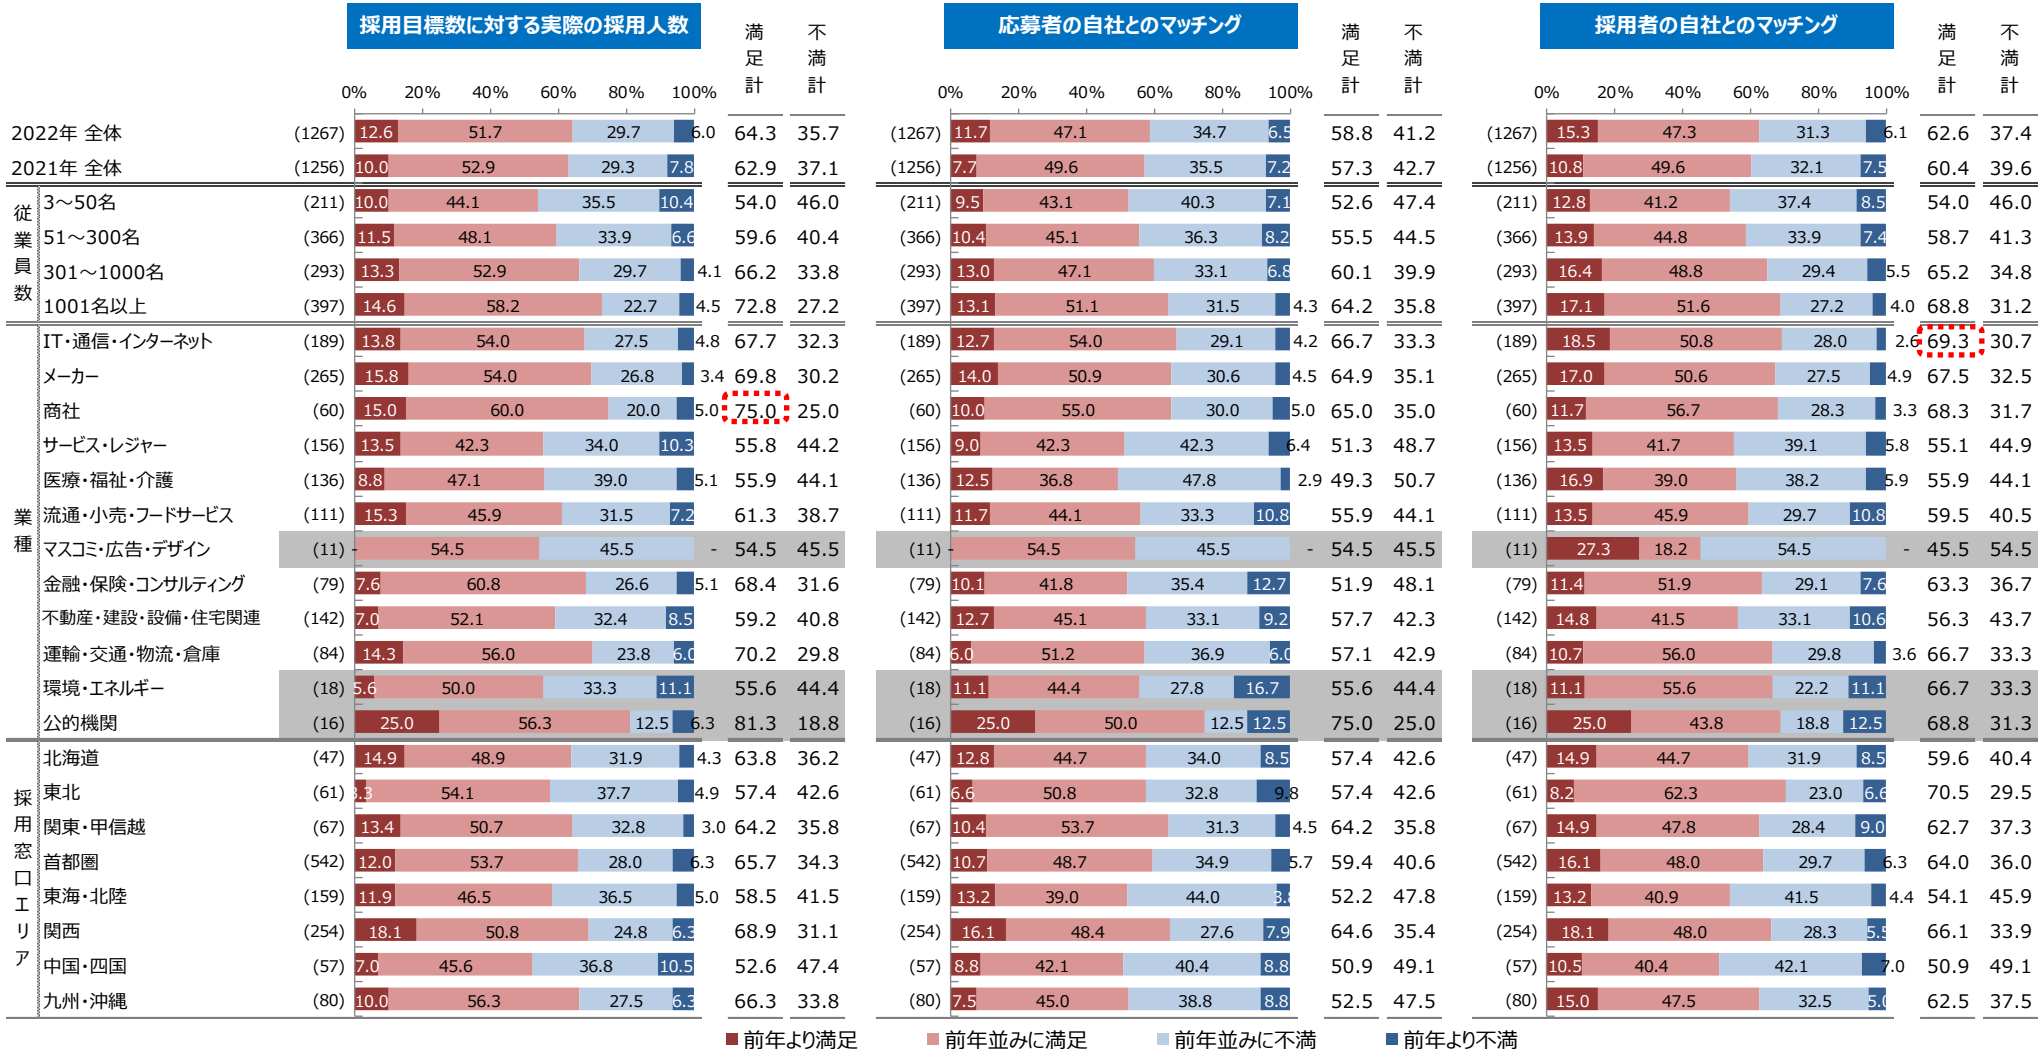 採用目標数に対する実際の採用人数 満足計 不満計 応募者の自社とのマッチング 満足計 不満計 採用者の自社とのマッチング 満足計 不満計
0% 20% 40% 60% 80% 100% 0% 20% 40% 60% 80% 100% 0% 20% 40% 60% 80% 100%
2022年 全体 (1267) 12.6 51.7 29.7 6.0 64.3 35.7 (1267) 11.7 47.1 34.7 6.5 58.8 41.2 (1267) 15.3 47.3 31.3 6.1 62.6 37.4
2021年 全体 (1256) 10.0 52.9 29.3 7.8 62.9 37.1 (1256) 7.7 49.6 35.5 7.2 57.3 42.7 (1256) 10.8 49.6 32.1 7.5 60.4 39.6
従業員数
3～50名 (211) 10.0 44.1 35.5 10.4 54.0 46.0 (211) 9.5 43.1 40.3 7.1 52.6 47.4 (211) 12.8 41.2 37.4 8.5 54.0 46.0
51～300名 (366) 11.5 48.1 33.9 6.6 59.6 40.4 (366) 10.4 45.1 36.3 8.2 55.5 44.5 (366) 13.9 44.8 33.9 7.4 58.7 41.3
301～1000名 (293) 13.3 52.9 29.7 4.1 66.2 33.8 (293) 13.0 47.1 33.1 6.8 60.1 39.9 (293) 16.4 48.8 29.4 5.5 65.2 34.8
1001名以上 (397) 14.6 58.2 22.7 4.5 72.8 27.2 (397) 13.1 51.1 31.5 4.3 64.2 35.8 (397) 17.1 51.6 27.2 4.0 68.8 31.2
業種
IT・通信・インターネット (189) 13.8 54.0 27.5 4.8 67.7 32.3 (189) 12.7 54.0 29.1 4.2 66.7 33.3 (189) 18.5 50.8 28.0 2.6 69.3 30.7
メーカー (265) 15.8 54.0 26.8 3.4 69.8 30.2 (265) 14.0 50.9 30.6 4.5 64.9 35.1 (265) 17.0 50.6 27.5 4.9 67.5 32.5
商社 (60) 15.0 60.0 20.0 5.0 75.0 25.0 (60) 10.0 55.0 30.0 5.0 65.0 35.0 (60) 11.7 56.7 28.3 3.3 68.3 31.7
サービス・レジャー (156) 13.5 42.3 34.0 10.3 55.8 44.2 (156) 9.0 42.3 42.3 6.4 51.3 48.7 (156) 13.5 41.7 39.1 5.8 55.1 44.9
医療・福祉・介護 (136) 8.8 47.1 39.0 5.1 55.9 44.1 (136) 12.5 36.8 47.8 2.9 49.3 50.7 (136) 16.9 39.0 38.2 5.9 55.9 44.1
流通・小売・フードサービス (111) 15.3 45.9 31.5 7.2 61.3 38.7 (111) 11.7 44.1 33.3 10.8 55.9 44.1 (111) 13.5 45.9 29.7 10.8 59.5 40.5
マスコミ・広告・デザイン (11) - 54.5 45.5 - 54.5 45.5 (11) - 54.5 45.5 - 54.5 45.5 (11) 27.3 18.2 54.5 - 45.5 54.5
金融・保険・コンサルティング (79) 7.6 60.8 26.6 5.1 68.4 31.6 (79) 10.1 41.8 35.4 12.7 51.9 48.1 (79) 11.4 51.9 29.1 7.6 63.3 36.7
不動産・建設・設備・住宅関連 (142) 7.0 52.1 32.4 8.5 59.2 40.8 (142) 12.7 45.1 33.1 9.2 57.7 42.3 (142) 14.8 41.5 33.1 10.6 56.3 43.7
運輸・交通・物流・倉庫 (84) 14.3 56.0 23.8 6.0 70.2 29.8 (84) 6.0 51.2 36.9 6.0 57.1 42.9 (84) 10.7 56.0 29.8 3.6 66.7 33.3
環境・エネルギー (18) 5.6 50.0 33.3 11.1 55.6 44.4 (18) 11.1 44.4 27.8 16.7 55.6 44.4 (18) 11.1 55.6 22.2 11.1 66.7 33.3
公的機関 (16) 25.0 56.3 12.5 6.3 81.3 18.8 (16) 25.0 50.0 12.5 12.5 75.0 25.0 (16) 25.0 43.8 18.8 12.5 68.8 31.3
採用窓口エリア
北海道 (47) 14.9 48.9 31.9 4.3 63.8 36.2 (47) 12.8 44.7 34.0 8.5 57.4 42.6 (47) 14.9 44.7 31.9 8.5 59.6 40.4
東北 (61) 3.3 54.1 37.7 4.9 57.4 42.6 (61) 6.6 50.8 32.8 9.8 57.4 42.6 (61) 8.2 62.3 23.0 6.6 70.5 29.5
関東・甲信越 (67) 13.4 50.7 32.8 3.0 64.2 35.8 (67) 10.4 53.7 31.3 4.5 64.2 35.8 (67) 14.9 47.8 28.4 9.0 62.7 37.3
首都圏 (542) 12.0 53.7 28.0 6.3 65.7 34.3 (542) 10.7 48.7 34.9 5.7 59.4 40.6 (542) 16.1 48.0 29.7 6.3 64.0 36.0
東海・北陸 (159) 11.9 46.5 36.5 5.0 58.5 41.5 (159) 13.2 39.0 44.0 3.8 52.2 47.8 (159) 13.2 40.9 41.5 4.4 54.1 45.9
関西 (254) 18.1 50.8 24.8 6.3 68.9 31.1 (254) 16.1 48.4 27.6 7.9 64.6 35.4 (254) 18.1 48.0 28.3 5.5 66.1 33.9
中国・四国 (57) 7.0 45.6 36.8 10.5 52.6 47.4 (57) 8.8 42.1 40.4 8.8 50.9 49.1 (57) 10.5 40.4 42.1 7.0 50.9 49.1
九州・沖縄 (80) 10.0 56.3 27.5 6.3 66.3 33.8 (80) 7.5 45.0 38.8 8.8 52.5 47.5 (80) 15.0 47.5 32.5 5.0 62.5 37.5
前年より満足 前年並みに満足 前年並みに不満 前年より不満